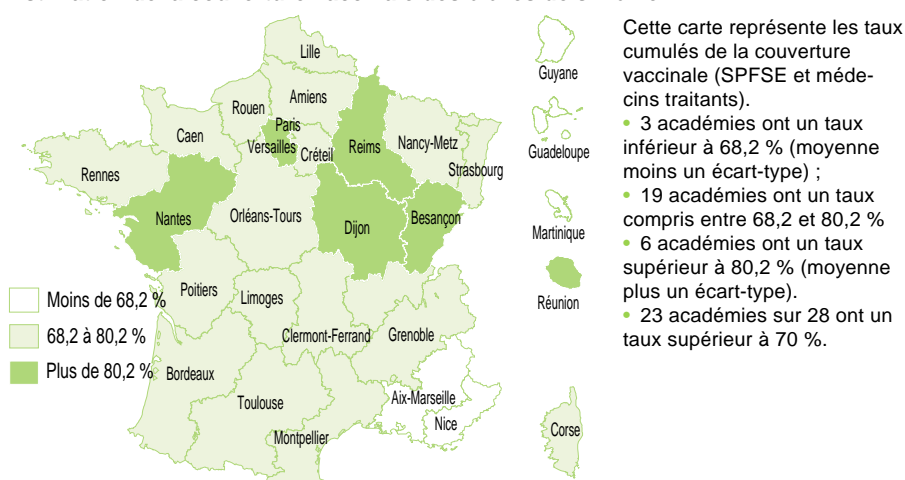 Lille
Amiens
Rouen
Paris
Caen
Versailles
Créteil
Reims
Nancy-Metz
Strasbourg
Rennes
Nantes
Orléans-Tours
Dijon
Besançon
Poitiers
Limoges
Clermont-Ferrand
Grenoble
Bordeaux
Toulouse
Aix-Marseille
Nice
Montpellier
Corse
Guyane
Guadeloupe
Martinique
Réunion
Moins de 68,2 %
68,2 à 80,2 %
Plus de 80,2 %
Cette carte représente les taux
cumulés de la couverture
vaccinale (SPFSE et méde-
cins traitants).
• 3 académies ont un taux
inférieur à 68,2 % (moyenne
moins un écart-type) ;
• 19 académies ont un taux
compris entre 68,2 et 80,2 %
• 6 académies ont un taux
supérieur à 80,2 % (moyenne
plus un écart-type).
• 23 académies sur 28 ont un
taux supérieur à 70 %.